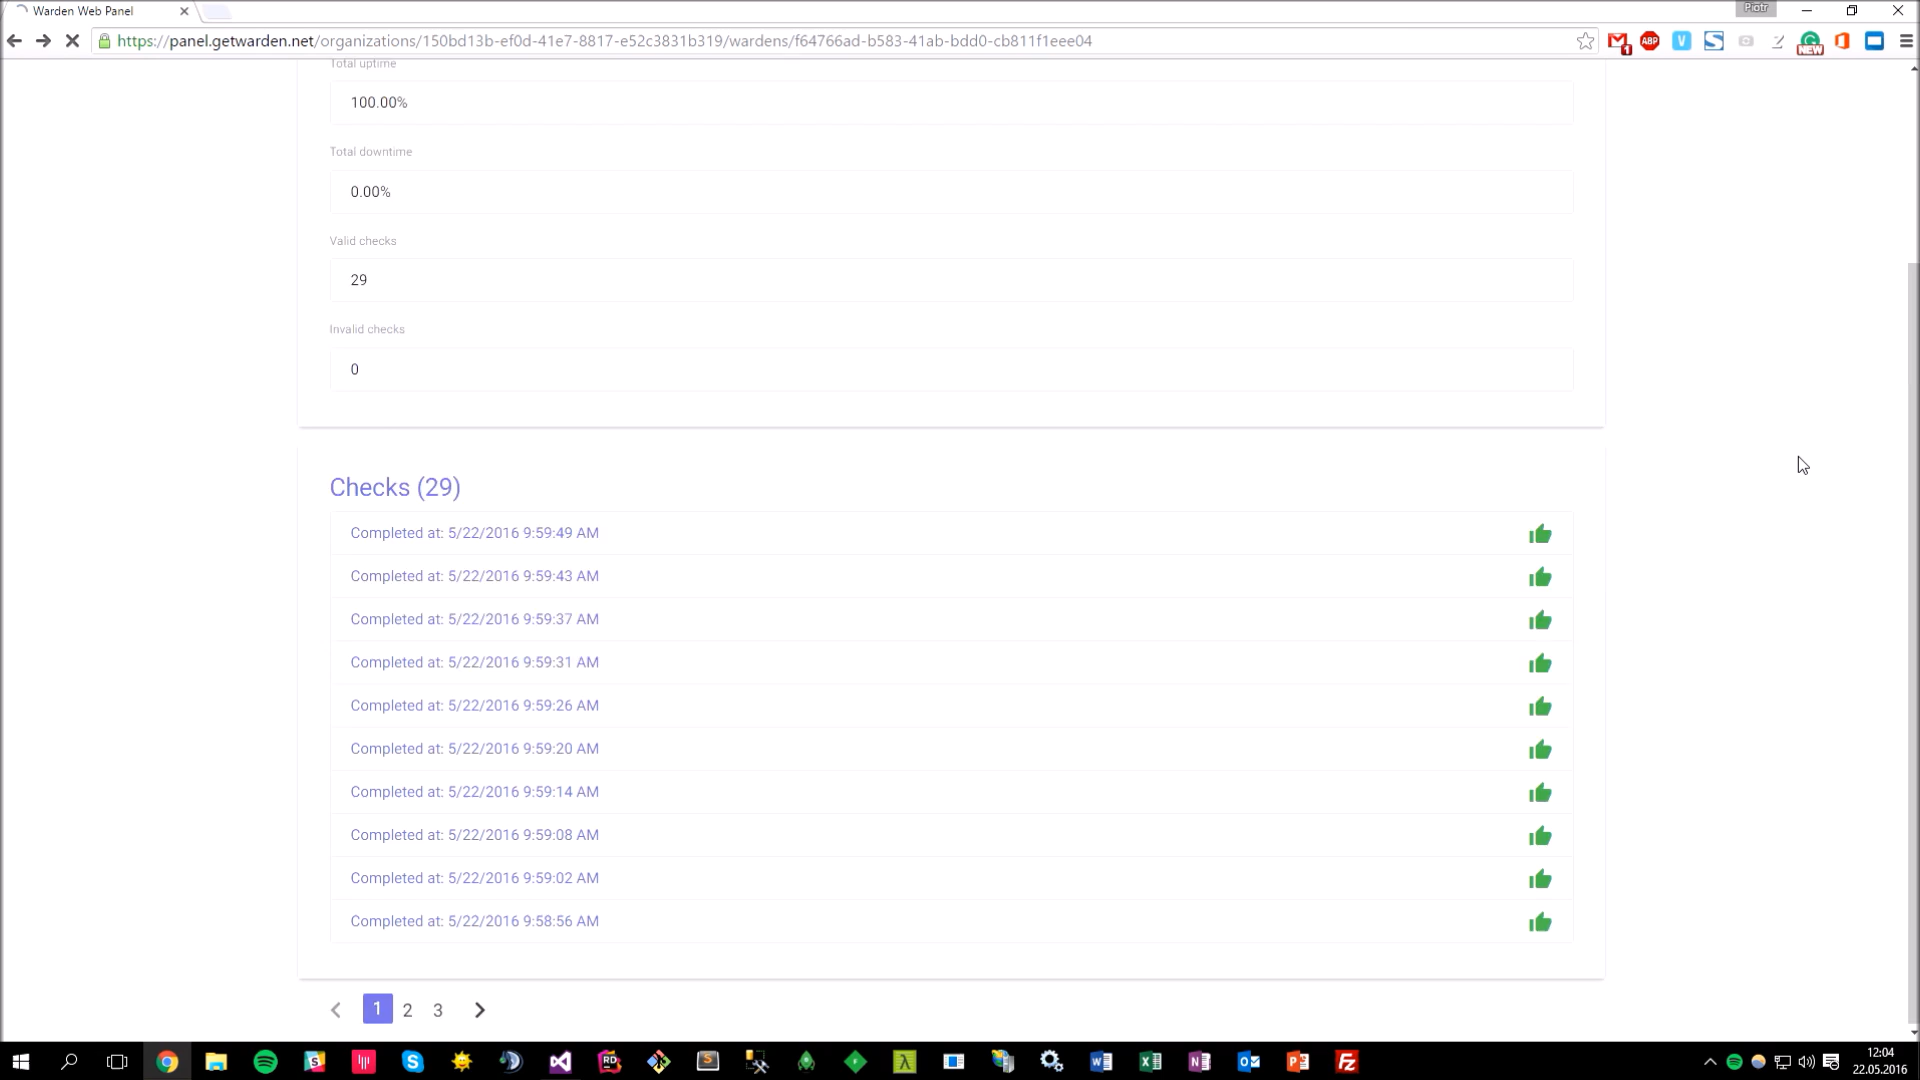 Warden Web Panel
Piotr
https://panel.getwarden.net/organizations/150bd13b-ef0d-41e7-8817-e52c3831b319/wardens/f64766ad-b583-41ab-bdd0-cb811f1eee04
1
ABP
V
S
NEW
Total uptime
100.00%
Total downtime
0.00%
Valid checks
29
Invalid checks
0
Checks (29)
Completed at: 5/22/2016 9:59:49 AM
Completed at: 5/22/2016 9:59:43 AM
Completed at: 5/22/2016 9:59:37 AM
Completed at: 5/22/2016 9:59:31 AM
Completed at: 5/22/2016 9:59:26 AM
Completed at: 5/22/2016 9:59:20 AM
Completed at: 5/22/2016 9:59:14 AM
Completed at: 5/22/2016 9:59:08 AM
Completed at: 5/22/2016 9:59:02 AM
Completed at: 5/22/2016 9:58:56 AM
1 2 3
12:04
22.05.2016